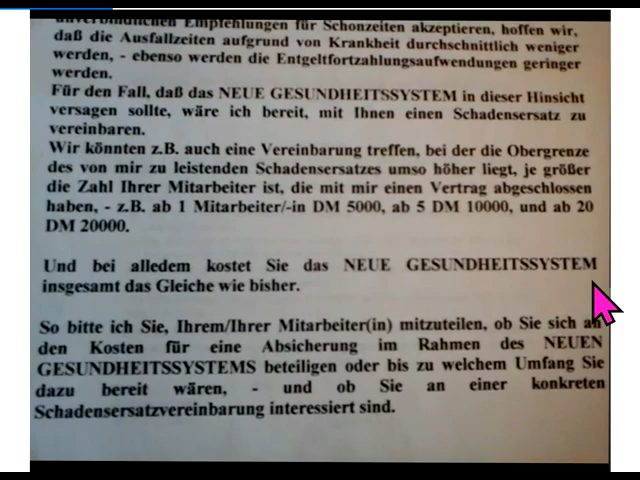 unverbindlichen Empfehlungen für Schonzeiten akzeptieren, hoffen wir,
daß die Ausfallzeiten aufgrund von Krankheit durchschnittlich weniger
werden, - ebenso werden die Entgeltfortzahlungsaufwendungen geringer
werden.
Für den Fall, daß das NEUE GESUNDHEITSSYSTEM in dieser Hinsicht
versagen sollte, wäre ich bereit, mit Ihnen einen Schadensersatz zu
vereinbaren.
Wir könnten z.B. auch eine Vereinbarung treffen, bei der die Obergrenze
des von mir zu leistenden Schadensersatzes umso höher liegt, je größer
die Zahl Ihrer Mitarbeiter ist, die mit mir einen Vertrag abgeschlossen
haben, - z.B. ab 1 Mitarbeiter/-in DM 5000, ab 5 DM 10000, und ab 20
DM 20000.
Und bei alledem kostet Sie das NEUE GESUNDHEITSSYSTEM
insgesamt das Gleiche wie bisher.
So bitte ich Sie, Ihrem/Ihrer Mitarbeiter(in) mitzuteilen, ob Sie sich an
den Kosten für eine Absicherung im Rahmen des NEUEN
GESUNDHEITSSYSTEMS beteiligen oder bis zu welchem Umfang Sie
dazu bereit wären, - und ob Sie an einer konkreten
Schadensersatzvereinbarung interessiert sind.